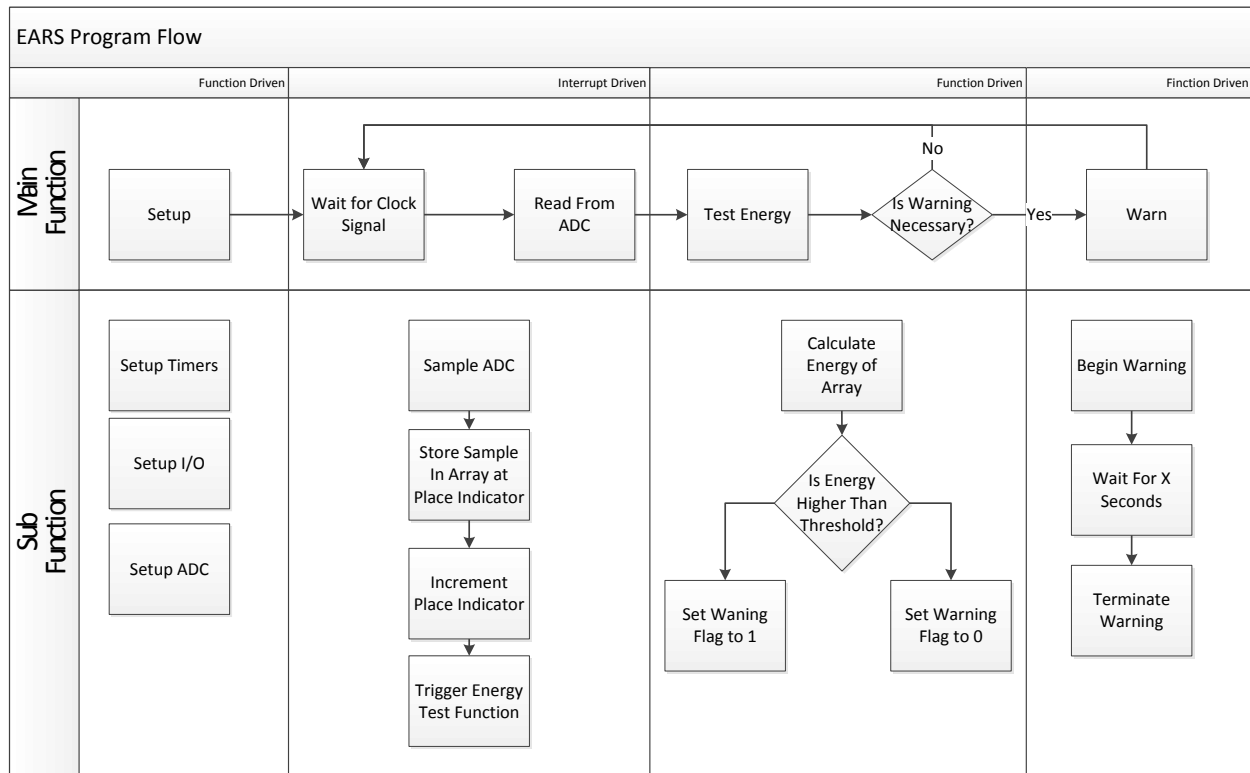 EARS Program Flow
Function Driven
Interrupt Driven
Function Driven
Finction Driven
Main
Function
Setup
Wait for Clock
Signal
Read From
ADC
Test Energy
Is Warning
Necessary?
No
Yes
Warn
Sub
Function
Setup Timers
Setup I/O
Setup ADC
Sample ADC
Store Sample
In Array at
Place Indicator
Increment
Place Indicator
Trigger Energy
Test Function
Calculate
Energy of
Array
Is Energy
Higher Than
Threshold?
Set Waning
Flag to 1
Set Warning
Flag to 0
Begin Warning
Wait For X
Seconds
Terminate
Warning